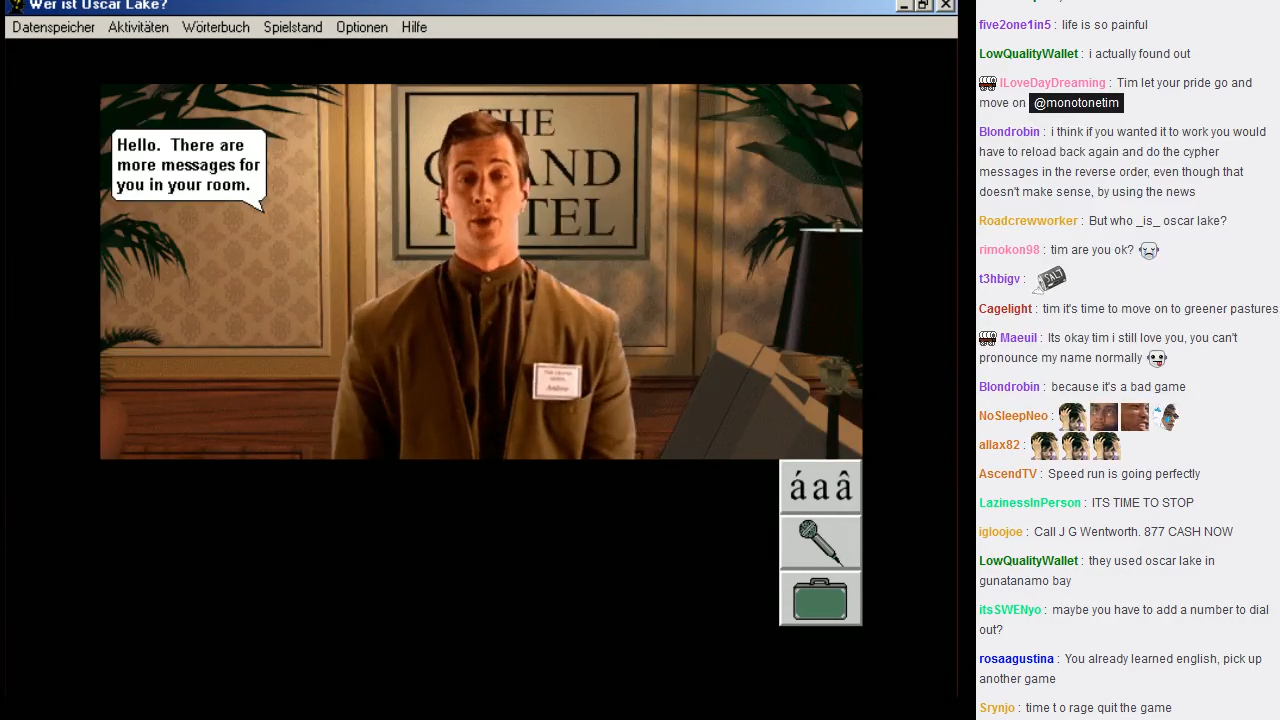 Wer ist Oscar Lake?
Datenspeicher Aktivitäten Wörterbuch Spielstand Optionen Hilfe
Hello. There are
more messages for
you in your room.
THE
GRAND
HOTEL
á a â
five2one1in5 : life is so painful
LowQualityWallet : i actually found out
ILoveDayDreaming : Tim let your pride go and
move on @monotonetim
Blondrobin : i think if you wanted it to work you would
have to reload back again and do the cypher
messages in the reverse order, even though that
doesn't make sense, by using the news
Roadcrewworker : But who _is_ oscar lake?
rimokon98 : tim are you ok?
t3hbigv :
Cagelight : tim it's time to move on to greener pastures
Maeuil : Its okay tim i still love you, you can't
pronounce my name normally
Blondrobin : because it's a bad game
NoSleepNeo :
allax82 :
AscendTV : Speed run is going perfectly
LazinessInPerson : ITS TIME TO STOP
igloojoe : Call J G Wentworth. 877 CASH NOW
LowQualityWallet : they used oscar lake in
gunatanamo bay
itsSWENyo : maybe you have to add a number to dial
out?
rosaagustina : You already learned english, pick up
another game
Srynjo : time t o rage quit the game